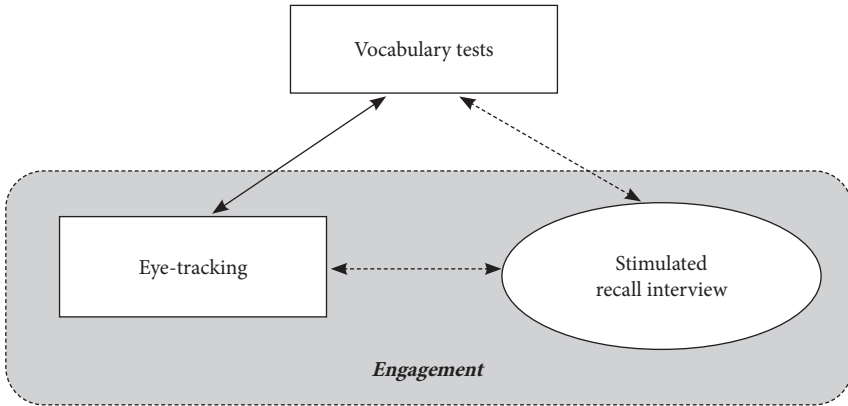 Vocabulary tests
Eye-tracking
Stimulated
recall interview
Engagement